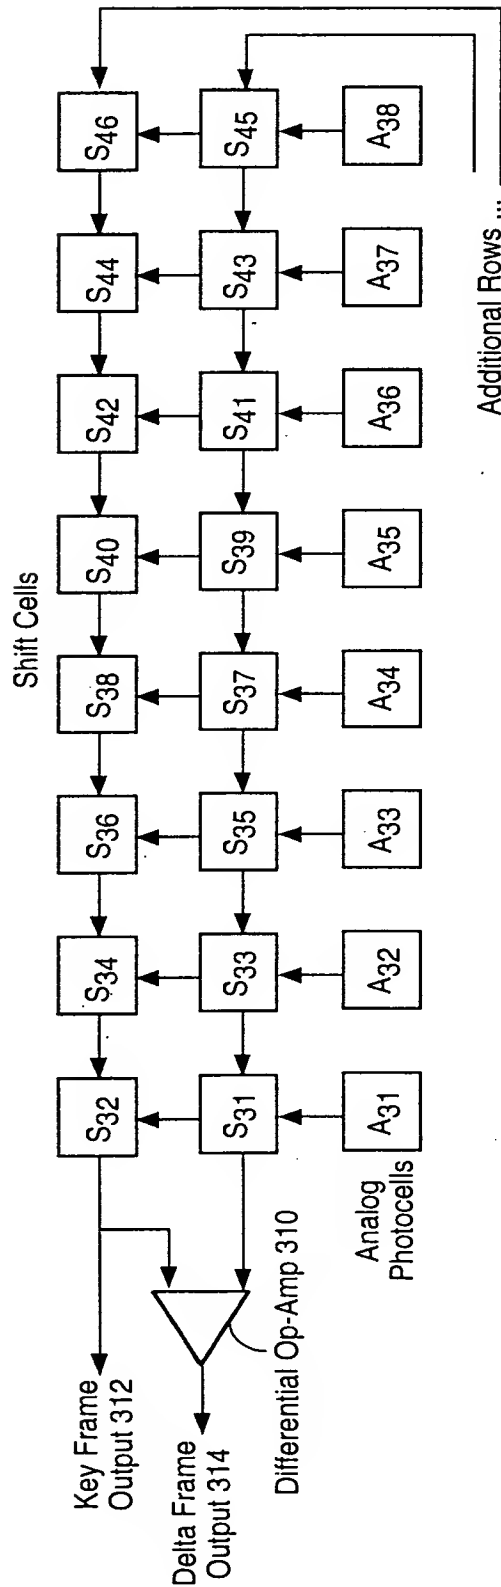 Shift Cells
S46
S44
S42
S40
S38
S36
S34
S32
S45
S43
S41
S39
S37
S35
S33
S31
A38
A37
A36
A35
A34
A33
A32
A31
Analog
Photocells
Additional Rows ...
Key Frame
Output 312
Delta Frame
Output 314
Differential Op-Amp 310